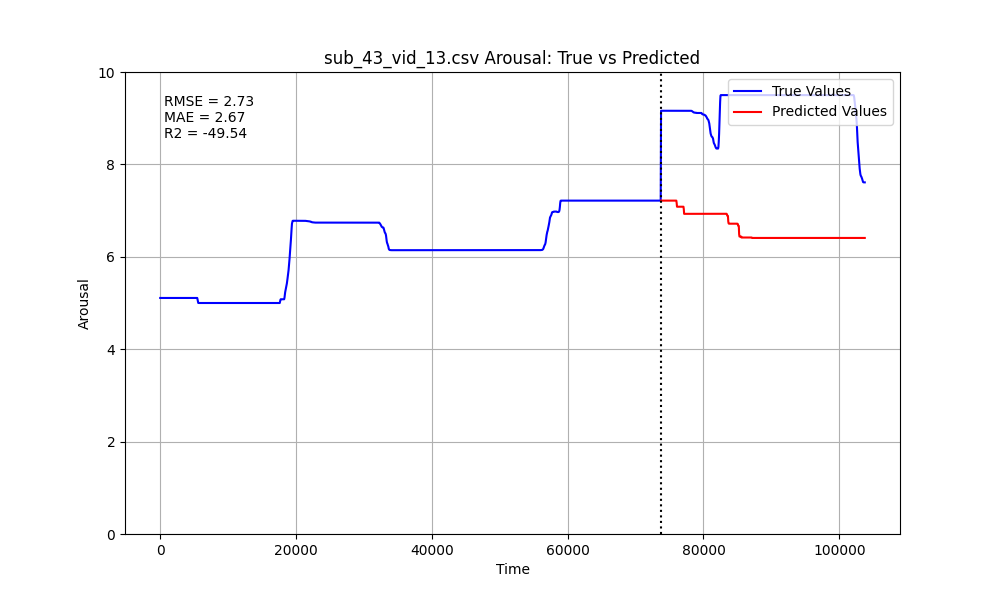 sub_43_vid_13.csv Arousal: True vs Predicted
RMSE = 2.73
MAE = 2.67
R2 = -49.54
True Values
Predicted Values
10
8
6
4
2
0
Arousal
0 20000 40000 60000 80000 100000
Time